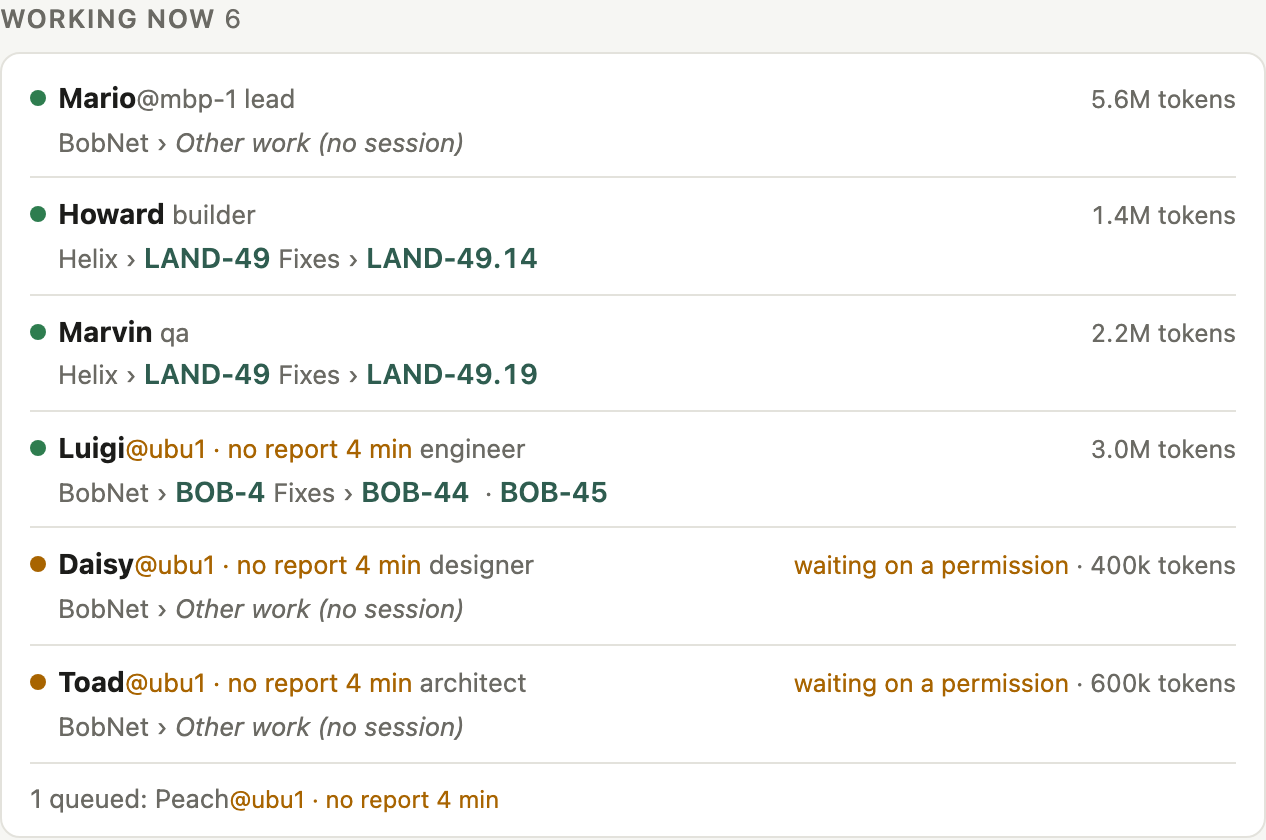 WORKING NOW 6
Mario@mbp-1 lead 5.6M tokens
BobNet › Other work (no session)
Howard builder 1.4M tokens
Helix › LAND-49 Fixes › LAND-49.14
Marvin qa 2.2M tokens
Helix › LAND-49 Fixes › LAND-49.19
Luigi@ubu1 · no report 4 min engineer 3.0M tokens
BobNet › BOB-4 Fixes › BOB-44 · BOB-45
Daisy@ubu1 · no report 4 min designer waiting on a permission · 400k tokens
BobNet › Other work (no session)
Toad@ubu1 · no report 4 min architect waiting on a permission · 600k tokens
BobNet › Other work (no session)
1 queued: Peach@ubu1 · no report 4 min